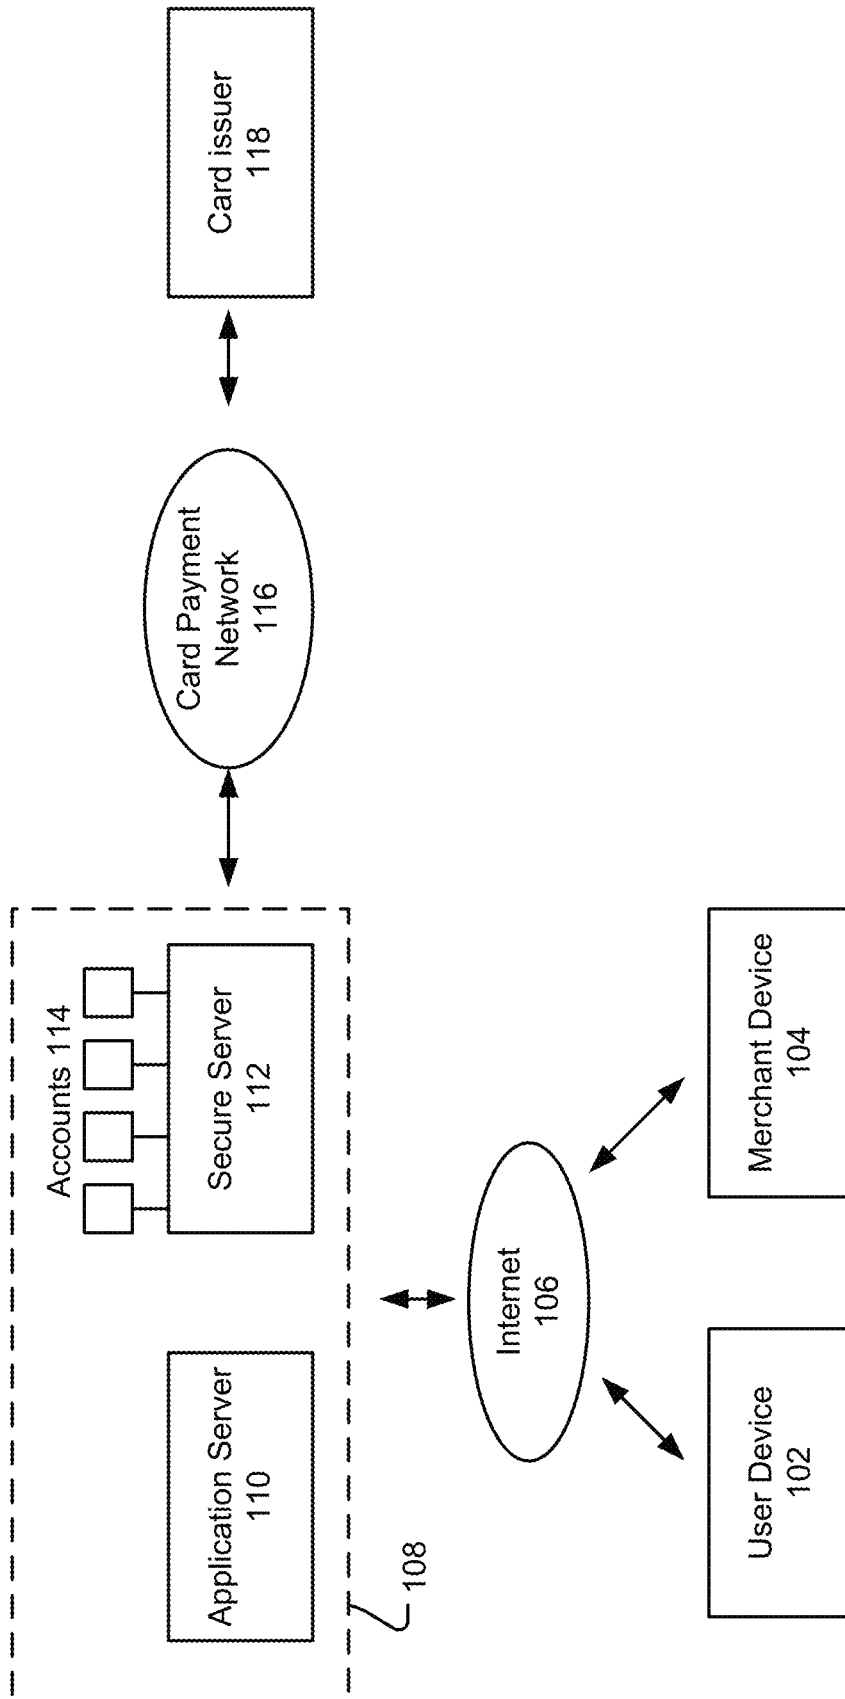 Accounts 114
Application Server
110
Secure Server
112
Card Payment
Network
116
Card issuer
118
108
Internet
106
User Device
102
Merchant Device
104